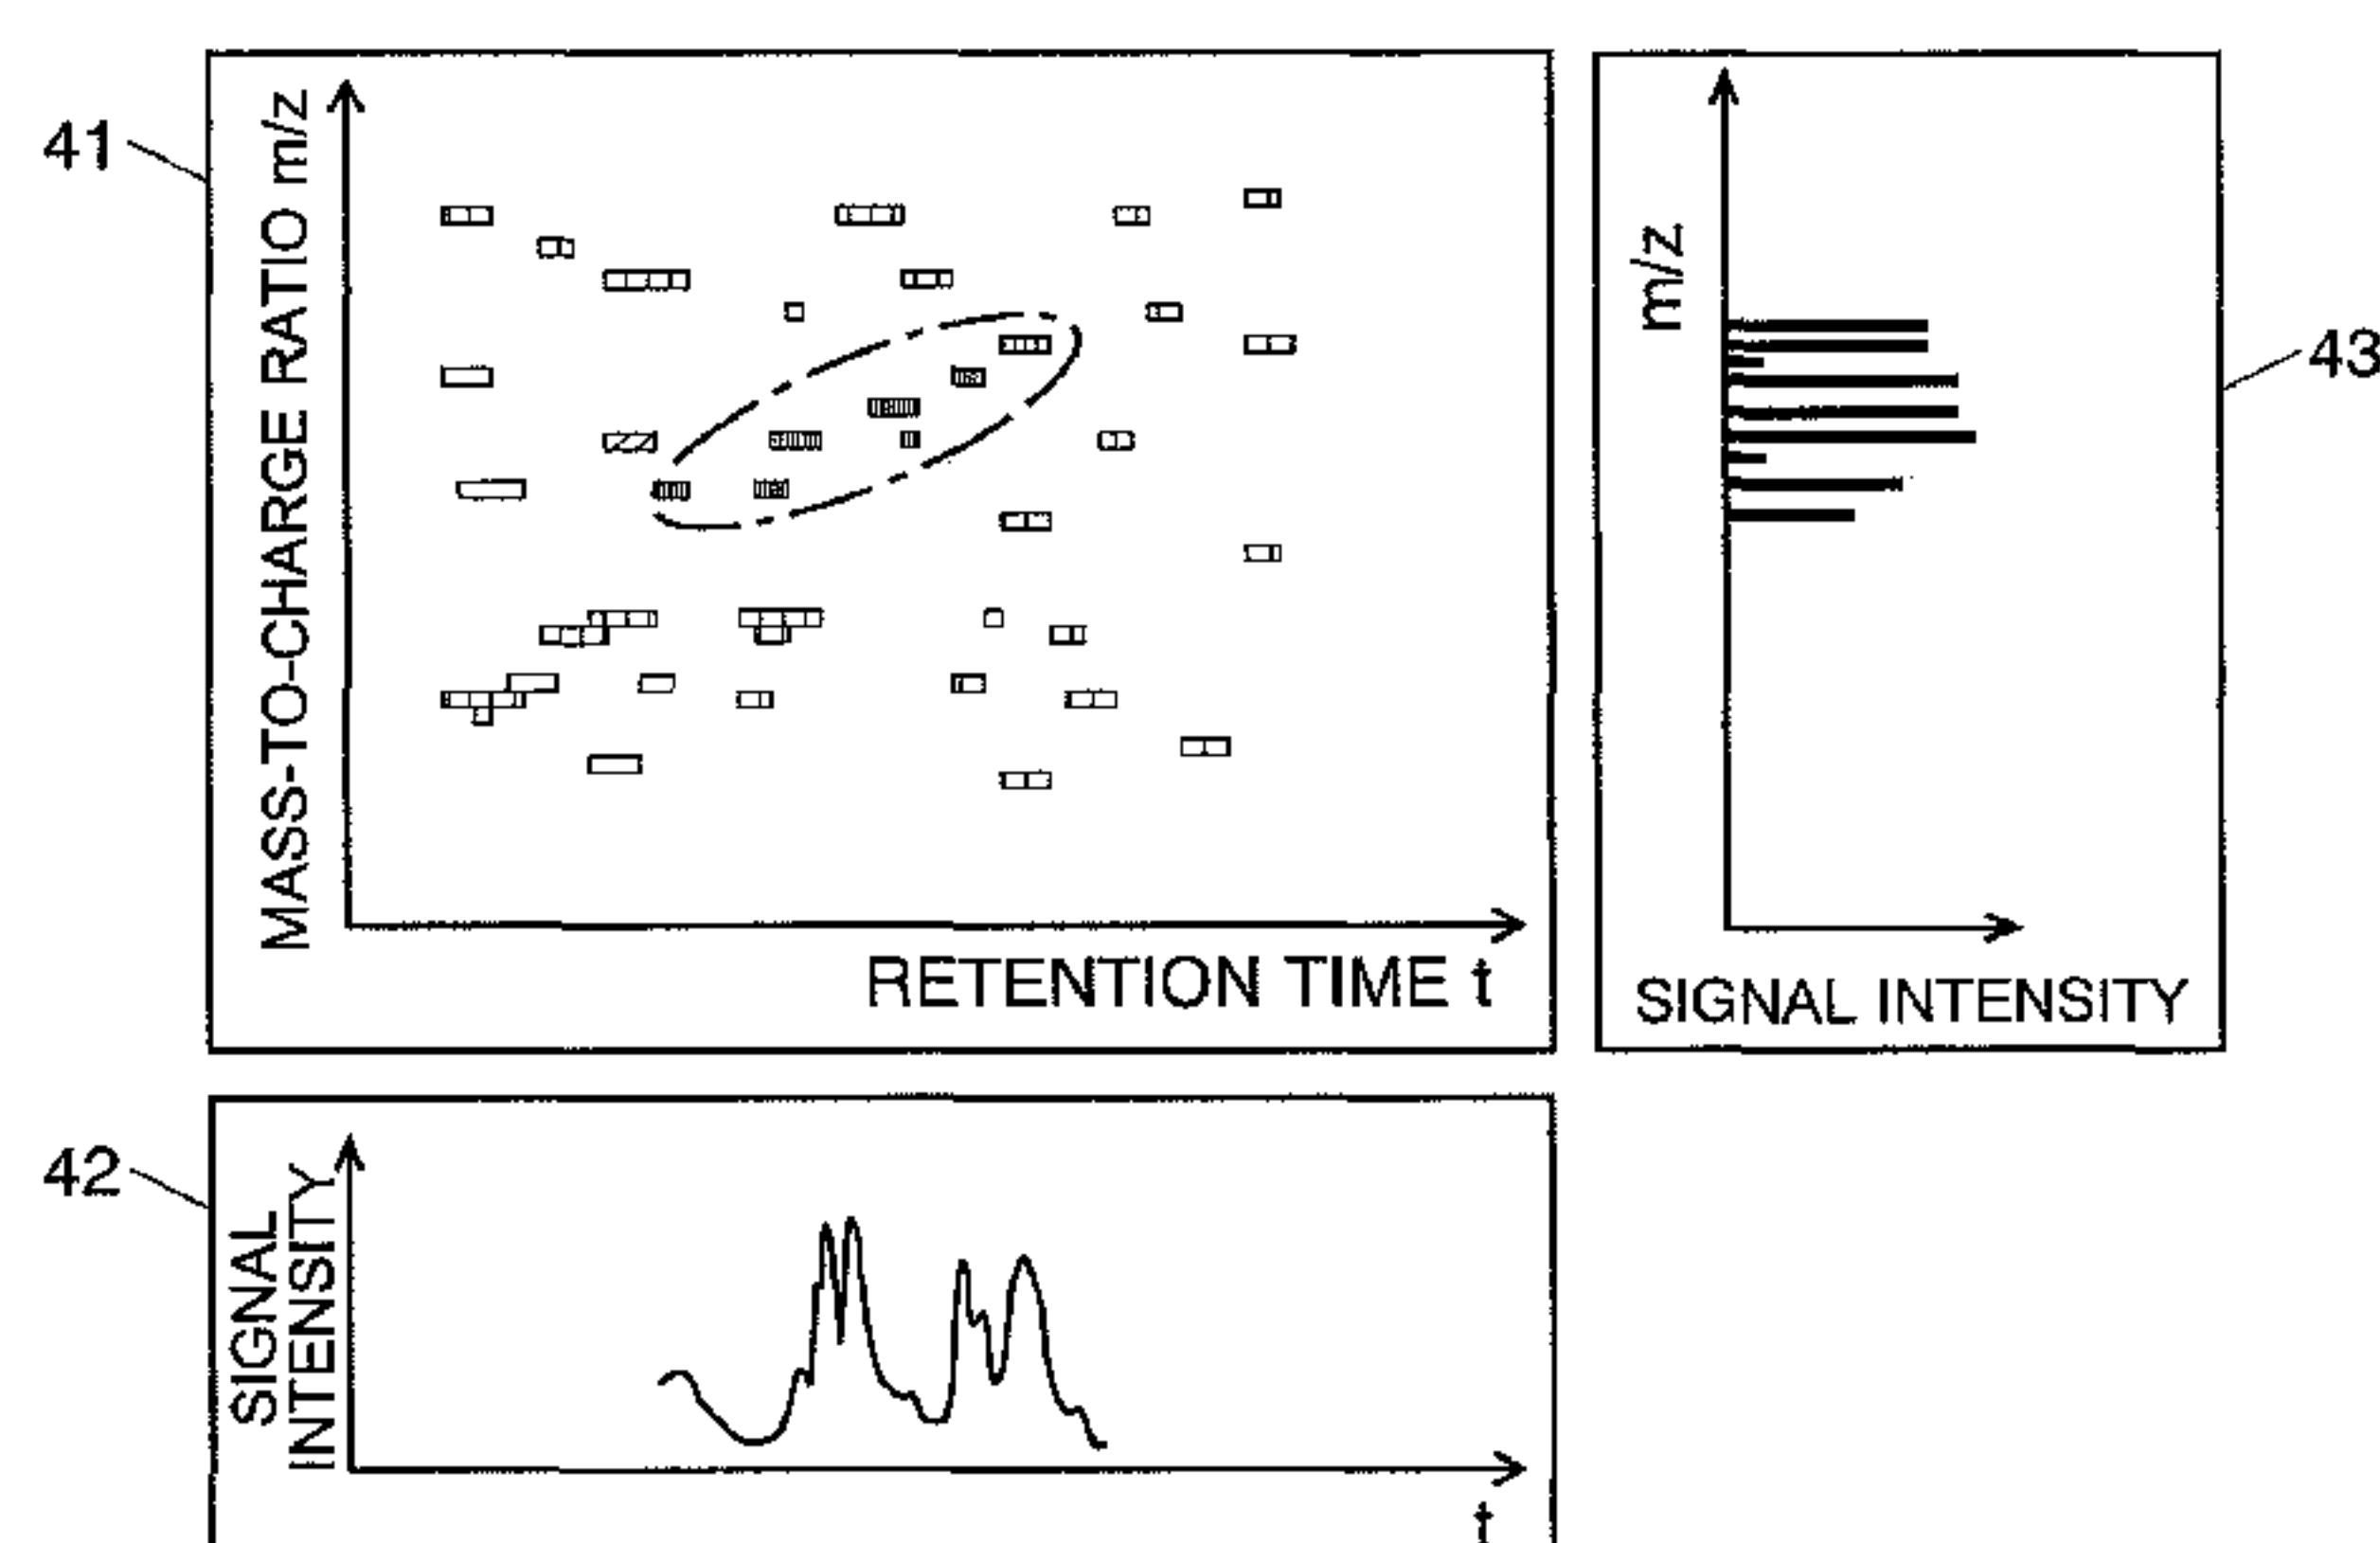 41
MASS-TO-CHARGE RATIO m/z
RETENTION TIME t
m/z
43
SIGNAL INTENSITY
42
SIGNAL
INTENSITY
t